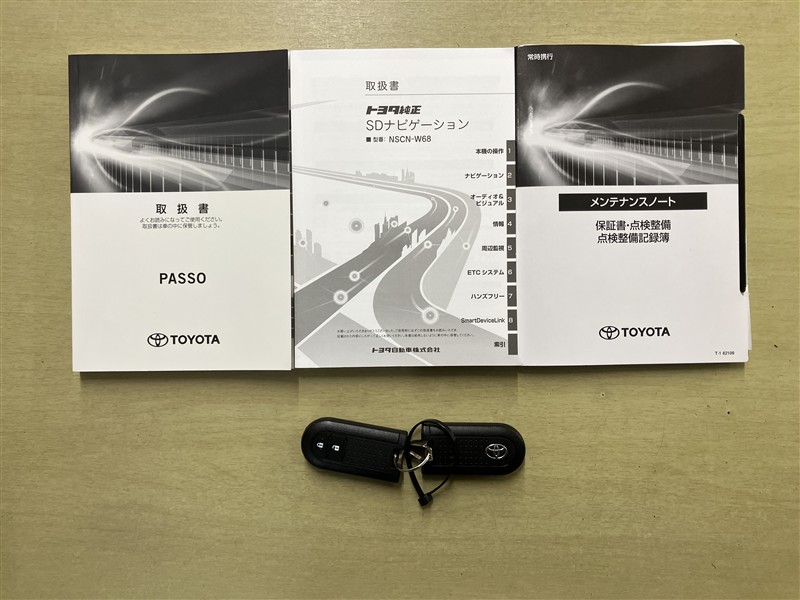 取扱書
よくお読みになってご使用ください。
取扱書は車の中に保管しましょう。
PASSO
TOYOTA
取扱書
トヨタ純正
SDナビゲーション
■ 型番: NSCN-W68
本機の操作 1
ナビゲーション 2
オーディオ&
ビジュアル 3
情報 4
周辺監視 5
ETCシステム 6
ハンズフリー 7
SmartDeviceLink 8
索引
トヨタ自動車株式会社
常時携行
メンテナンスノート
保証書・点検整備
点検整備記録簿
TOYOTA